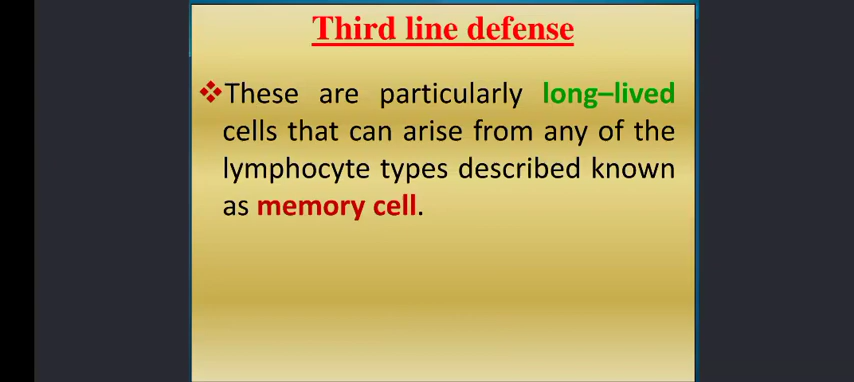 Third line defense
❖These are particularly long–lived
cells that can arise from any of the
lymphocyte types described known
as memory cell.